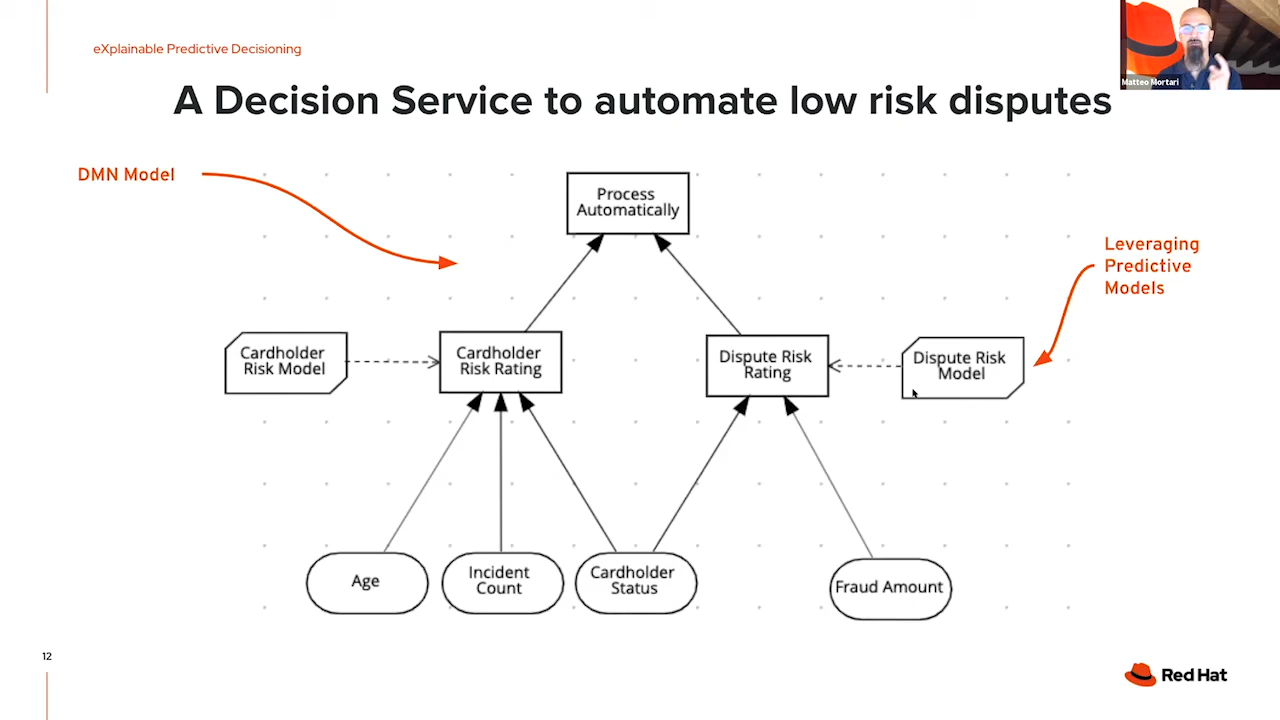 eXplainable Predictive Decisioning
Matteo Mortari
A Decision Service to automate low risk disputes
DMN Model
Process
Automatically
Leveraging
Predictive
Models
Cardholder
Risk Model
Cardholder
Risk Rating
Dispute Risk
Rating
Dispute Risk
Model
Age
Incident
Count
Cardholder
Status
Fraud Amount
12
Red Hat